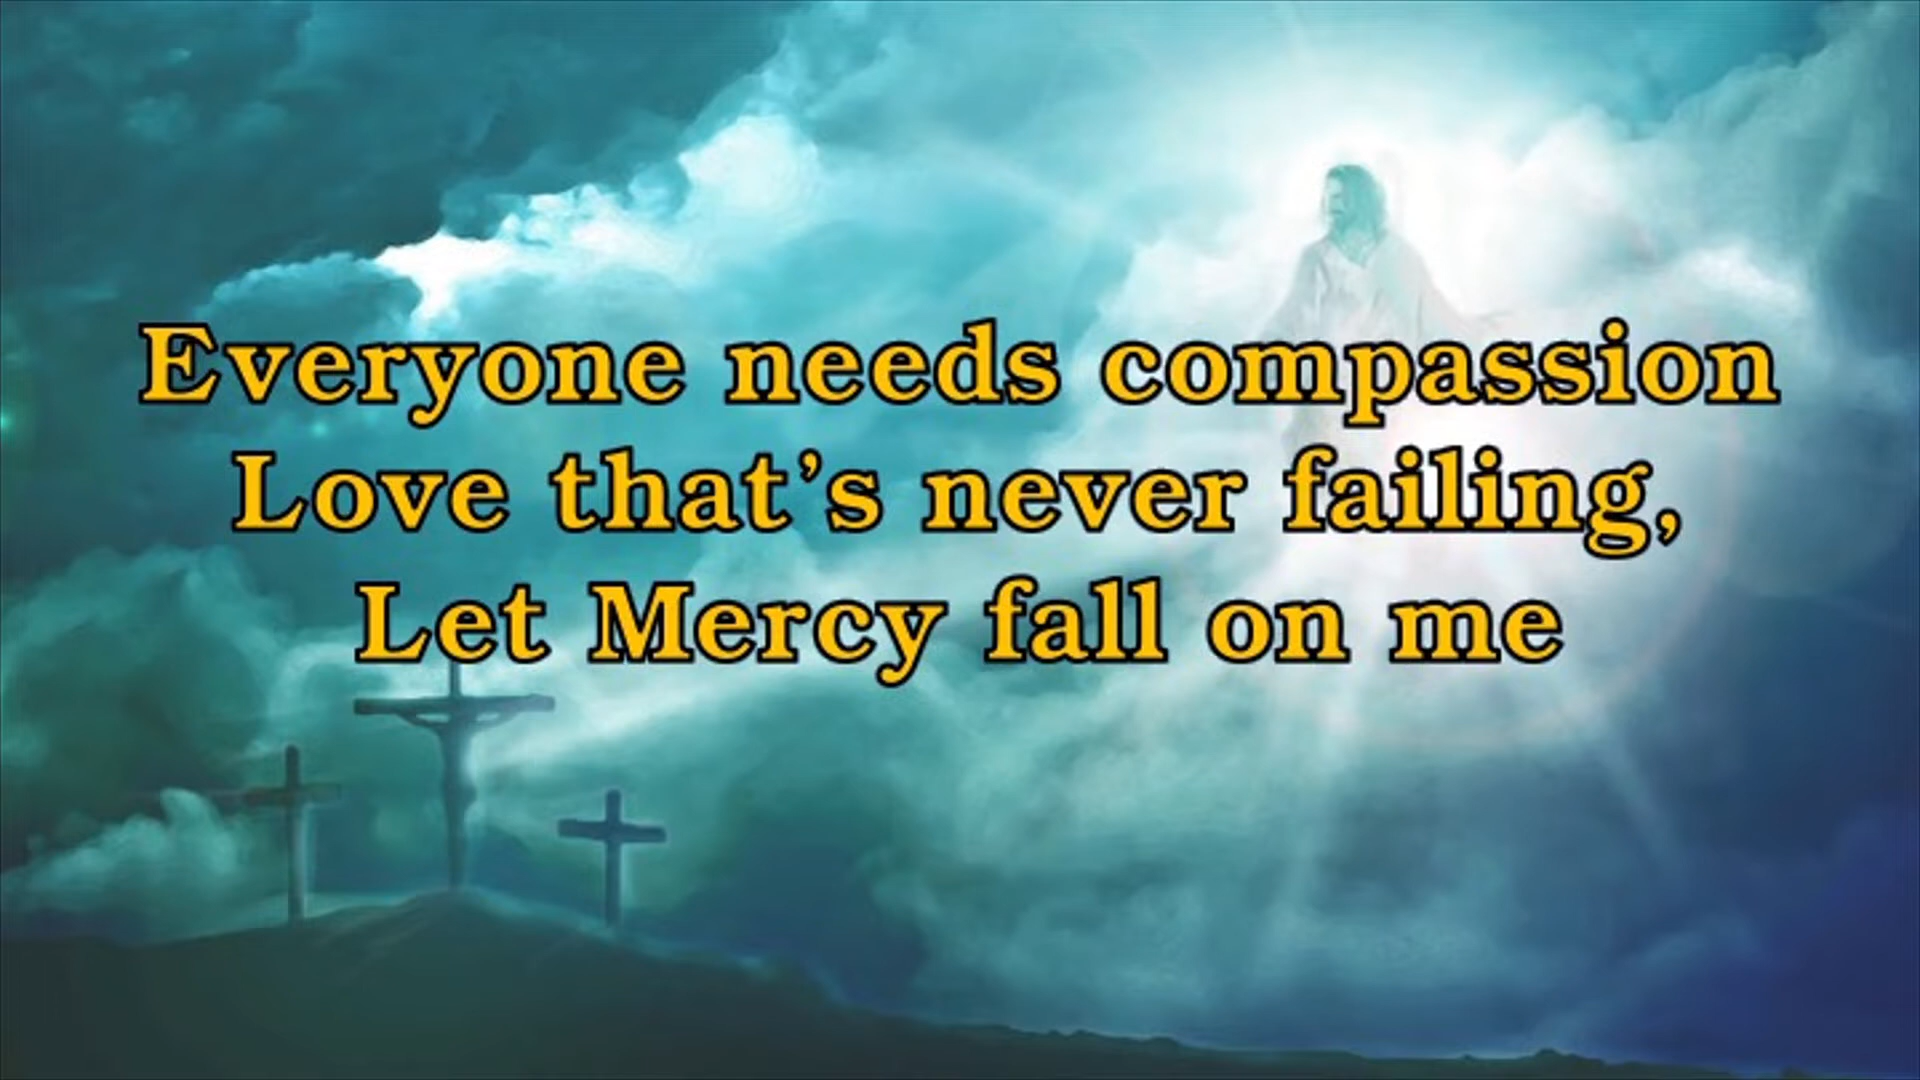 Everyone needs compassion
Love that’s never failing,
Let Mercy fall on me